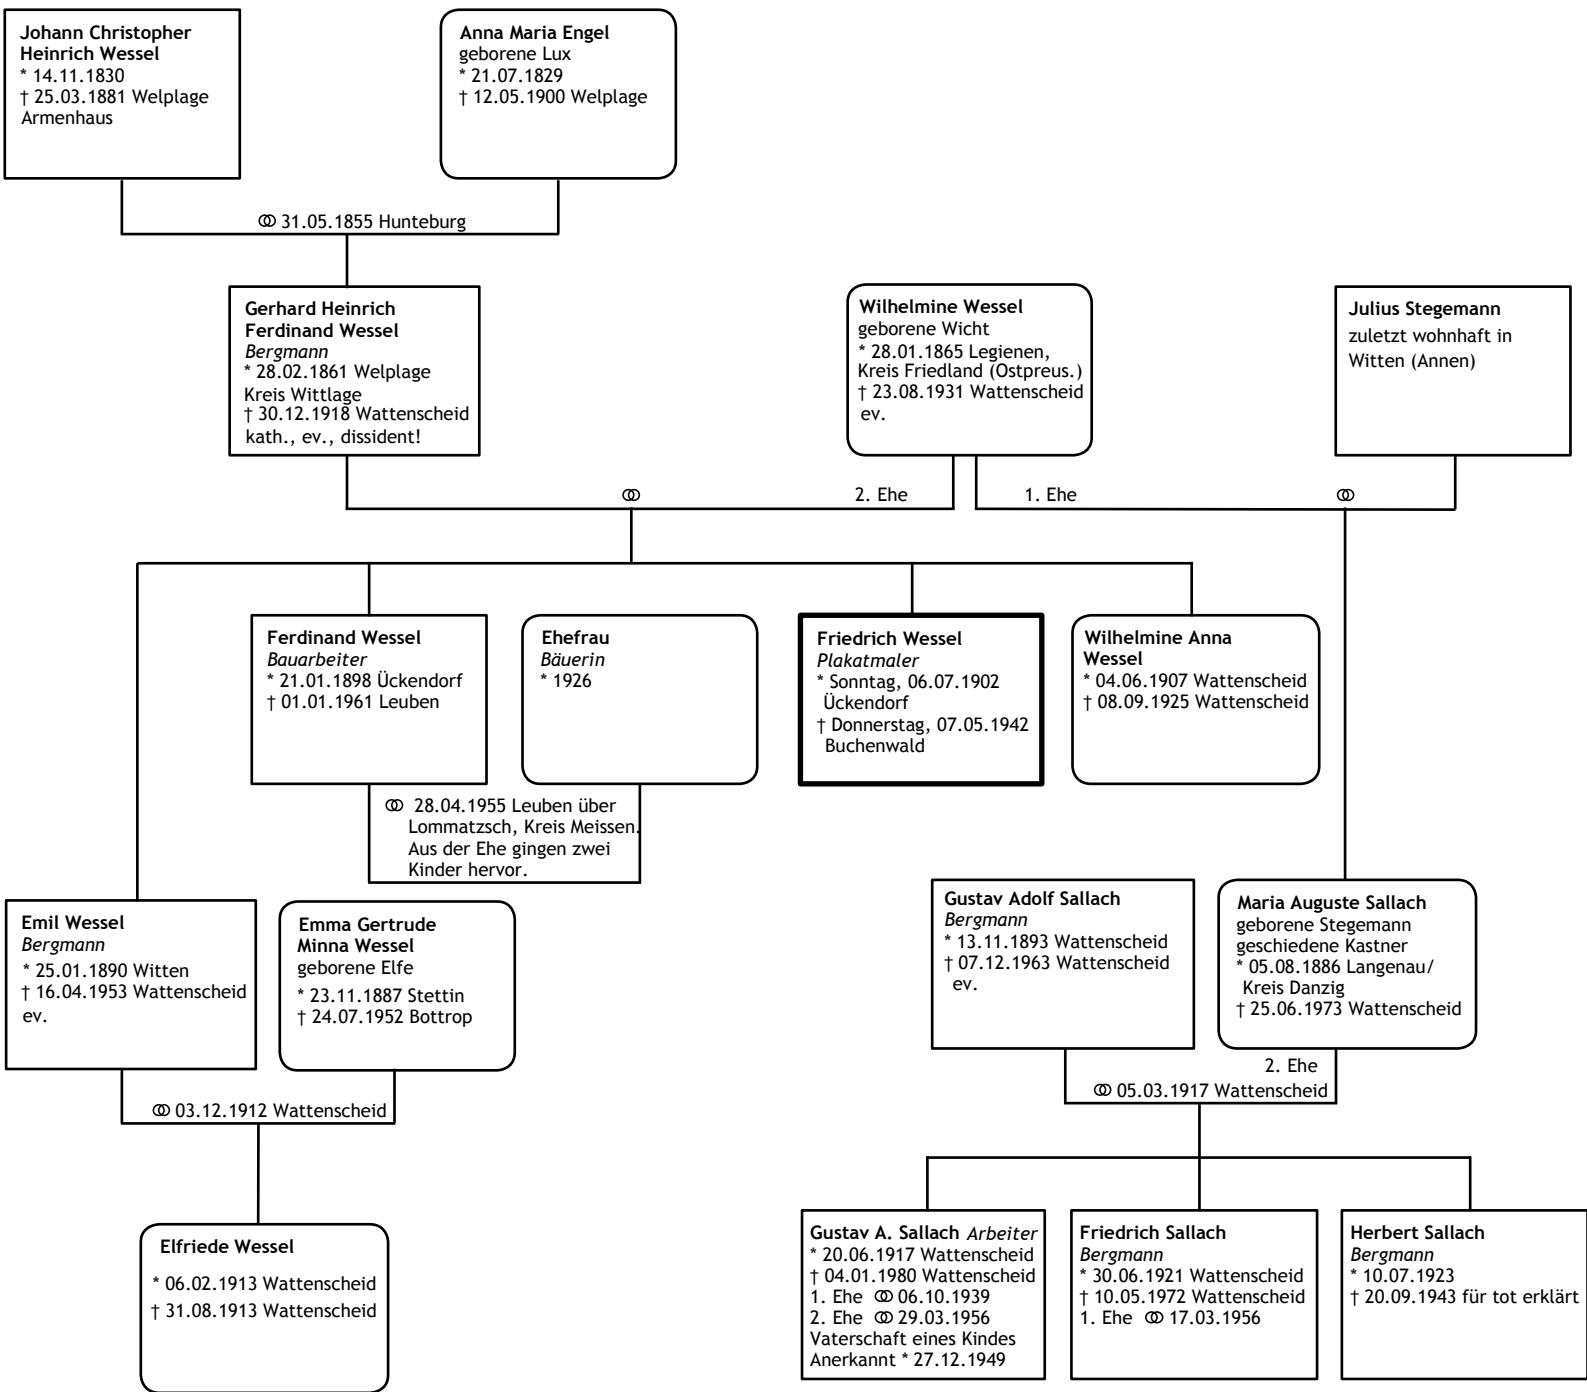 Johann Christopher
Heinrich Wessel
* 14.11.1830
† 25.03.1881 Welplage
Armenhaus
Anna Maria Engel
geborene Lux
* 21.07.1829
† 12.05.1900 Welplage
⚭ 31.05.1855 Hunteburg
Gerhard Heinrich
Ferdinand Wessel
Bergmann
* 28.02.1861 Welplage
Kreis Wittlage
† 30.12.1918 Wattenscheid
kath., ev., dissident!
Wilhelmine Wessel
geborene Wicht
* 28.01.1865 Legienen,
Kreis Friedland (Ostpreus.)
† 23.08.1931 Wattenscheid
ev.
Julius Stegemann
zuletzt wohnhaft in
Witten (Annen)
⚭ 2. Ehe 1. Ehe ⚭
Ferdinand Wessel
Bauarbeiter
* 21.01.1898 Ückendorf
† 01.01.1961 Leuben
Ehefrau
Bäuerin
* 1926
Friedrich Wessel
Plakatmaler
* Sonntag, 06.07.1902
Ückendorf
† Donnerstag, 07.05.1942
Buchenwald
Wilhelmine Anna
Wessel
* 04.06.1907 Wattenscheid
† 08.09.1925 Wattenscheid
⚭ 28.04.1955 Leuben über
Lommatzsch, Kreis Meissen.
Aus der Ehe gingen zwei
Kinder hervor.
Emil Wessel
Bergmann
* 25.01.1890 Witten
† 16.04.1953 Wattenscheid
ev.
Emma Gertrude
Minna Wessel
geborene Elfe
* 23.11.1887 Stettin
† 24.07.1952 Bottrop
Gustav Adolf Sallach
Bergmann
* 13.11.1893 Wattenscheid
† 07.12.1963 Wattenscheid
ev.
Maria Auguste Sallach
geborene Stegemann
geschiedene Kastner
* 05.08.1886 Langenau/
Kreis Danzig
† 25.06.1973 Wattenscheid
2. Ehe
⚭ 03.12.1912 Wattenscheid
⚭ 05.03.1917 Wattenscheid
Elfriede Wessel
* 06.02.1913 Wattenscheid
† 31.08.1913 Wattenscheid
Gustav A. Sallach Arbeiter
* 20.06.1917 Wattenscheid
† 04.01.1980 Wattenscheid
1. Ehe ⚭ 06.10.1939
2. Ehe ⚭ 29.03.1956
Vaterschaft eines Kindes
Anerkannt * 27.12.1949
Friedrich Sallach
Bergmann
* 30.06.1921 Wattenscheid
† 10.05.1972 Wattenscheid
1. Ehe ⚭ 17.03.1956
Herbert Sallach
Bergmann
* 10.07.1923
† 20.09.1943 für tot erklärt